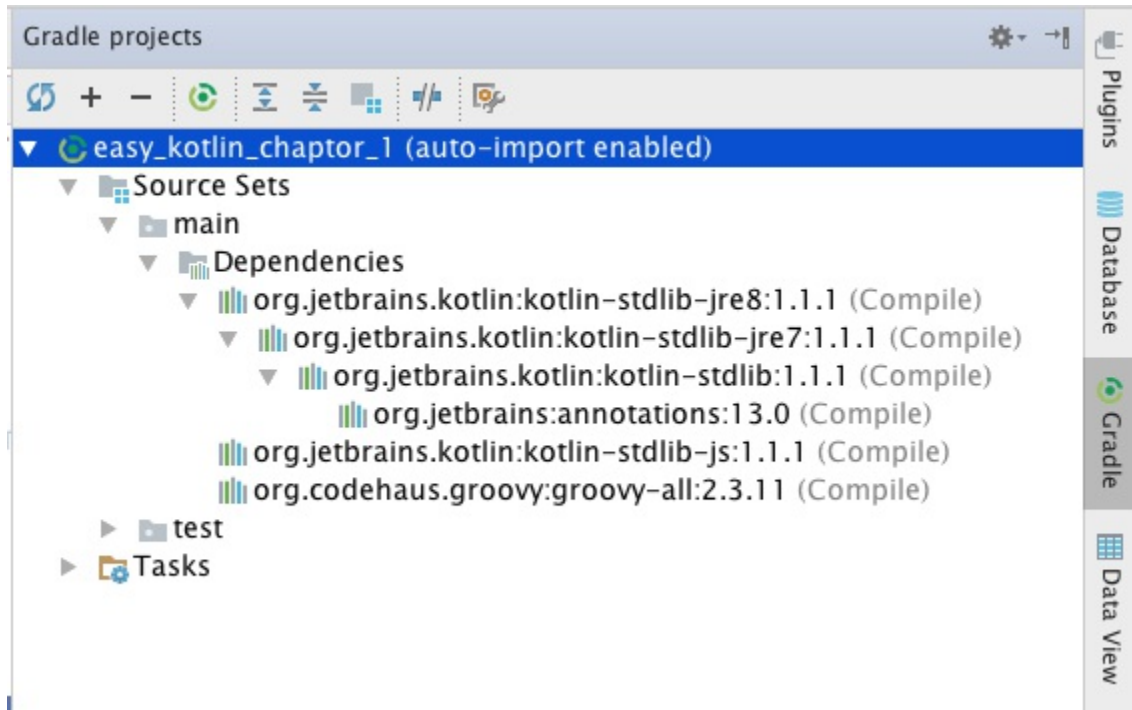 Gradle projects
easy_kotlin_chaptor_1 (auto-import enabled)
Source Sets
main
Dependencies
org.jetbrains.kotlin:kotlin-stdlib-jre8:1.1.1 (Compile)
org.jetbrains.kotlin:kotlin-stdlib-jre7:1.1.1 (Compile)
org.jetbrains.kotlin:kotlin-stdlib:1.1.1 (Compile)
org.jetbrains:annotations:13.0 (Compile)
org.jetbrains.kotlin:kotlin-stdlib-js:1.1.1 (Compile)
org.codehaus.groovy:groovy-all:2.3.11 (Compile)
test
Tasks
Plugins
Database
Gradle
Data View